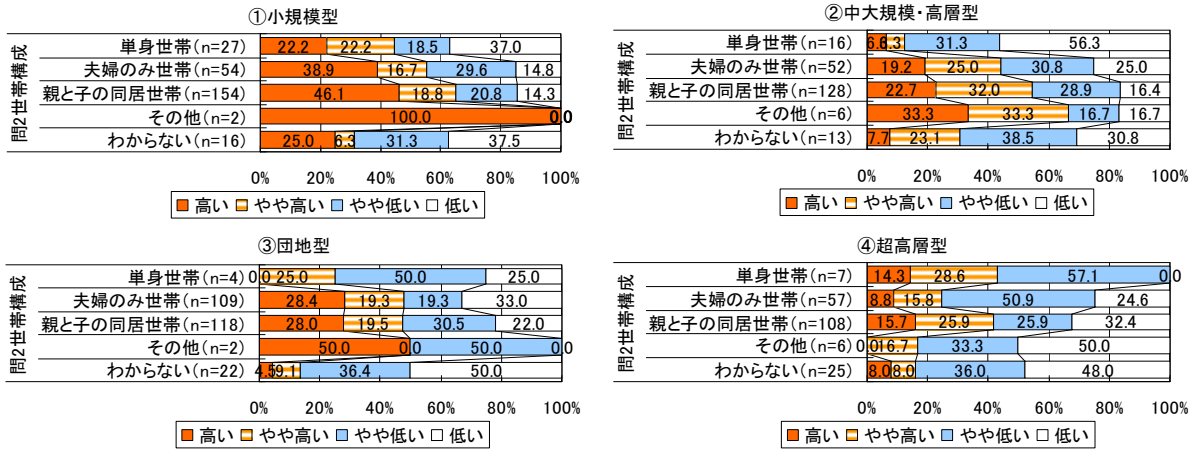 ①小規模型
問2世帯構成
単身世帯(n=27) 22.2 22.2 18.5 37.0
夫婦のみ世帯(n=54) 38.9 16.7 29.6 14.8
親と子の同居世帯(n=154) 46.1 18.8 20.8 14.3
その他(n=2) 100.0 0.0
わからない(n=16) 25.0 6.3 31.3 37.5
0% 20% 40% 60% 80% 100%
高い やや高い やや低い 低い
②中大規模・高層型
問2世帯構成
単身世帯(n=16) 6.3 31.3 56.3
夫婦のみ世帯(n=52) 19.2 25.0 30.8 25.0
親と子の同居世帯(n=128) 22.7 32.0 28.9 16.4
その他(n=6) 33.3 33.3 16.7 16.7
わからない(n=13) 7.7 23.1 38.5 30.8
0% 20% 40% 60% 80% 100%
高い やや高い やや低い 低い
③団地型
問2世帯構成
単身世帯(n=4) 0.0 25.0 50.0 25.0
夫婦のみ世帯(n=109) 28.4 19.3 19.3 33.0
親と子の同居世帯(n=118) 28.0 19.5 30.5 22.0
その他(n=2) 50.0 0.0 50.0 0.0
わからない(n=22) 4.5 9.1 36.4 50.0
0% 20% 40% 60% 80% 100%
高い やや高い やや低い 低い
④超高層型
問2世帯構成
単身世帯(n=7) 14.3 28.6 57.1 0.0
夫婦のみ世帯(n=57) 8.8 15.8 50.9 24.6
親と子の同居世帯(n=108) 15.7 25.9 25.9 32.4
その他(n=6) 0.0 16.7 33.3 50.0
わからない(n=25) 8.0 8.0 36.0 48.0
0% 20% 40% 60% 80% 100%
高い やや高い やや低い 低い